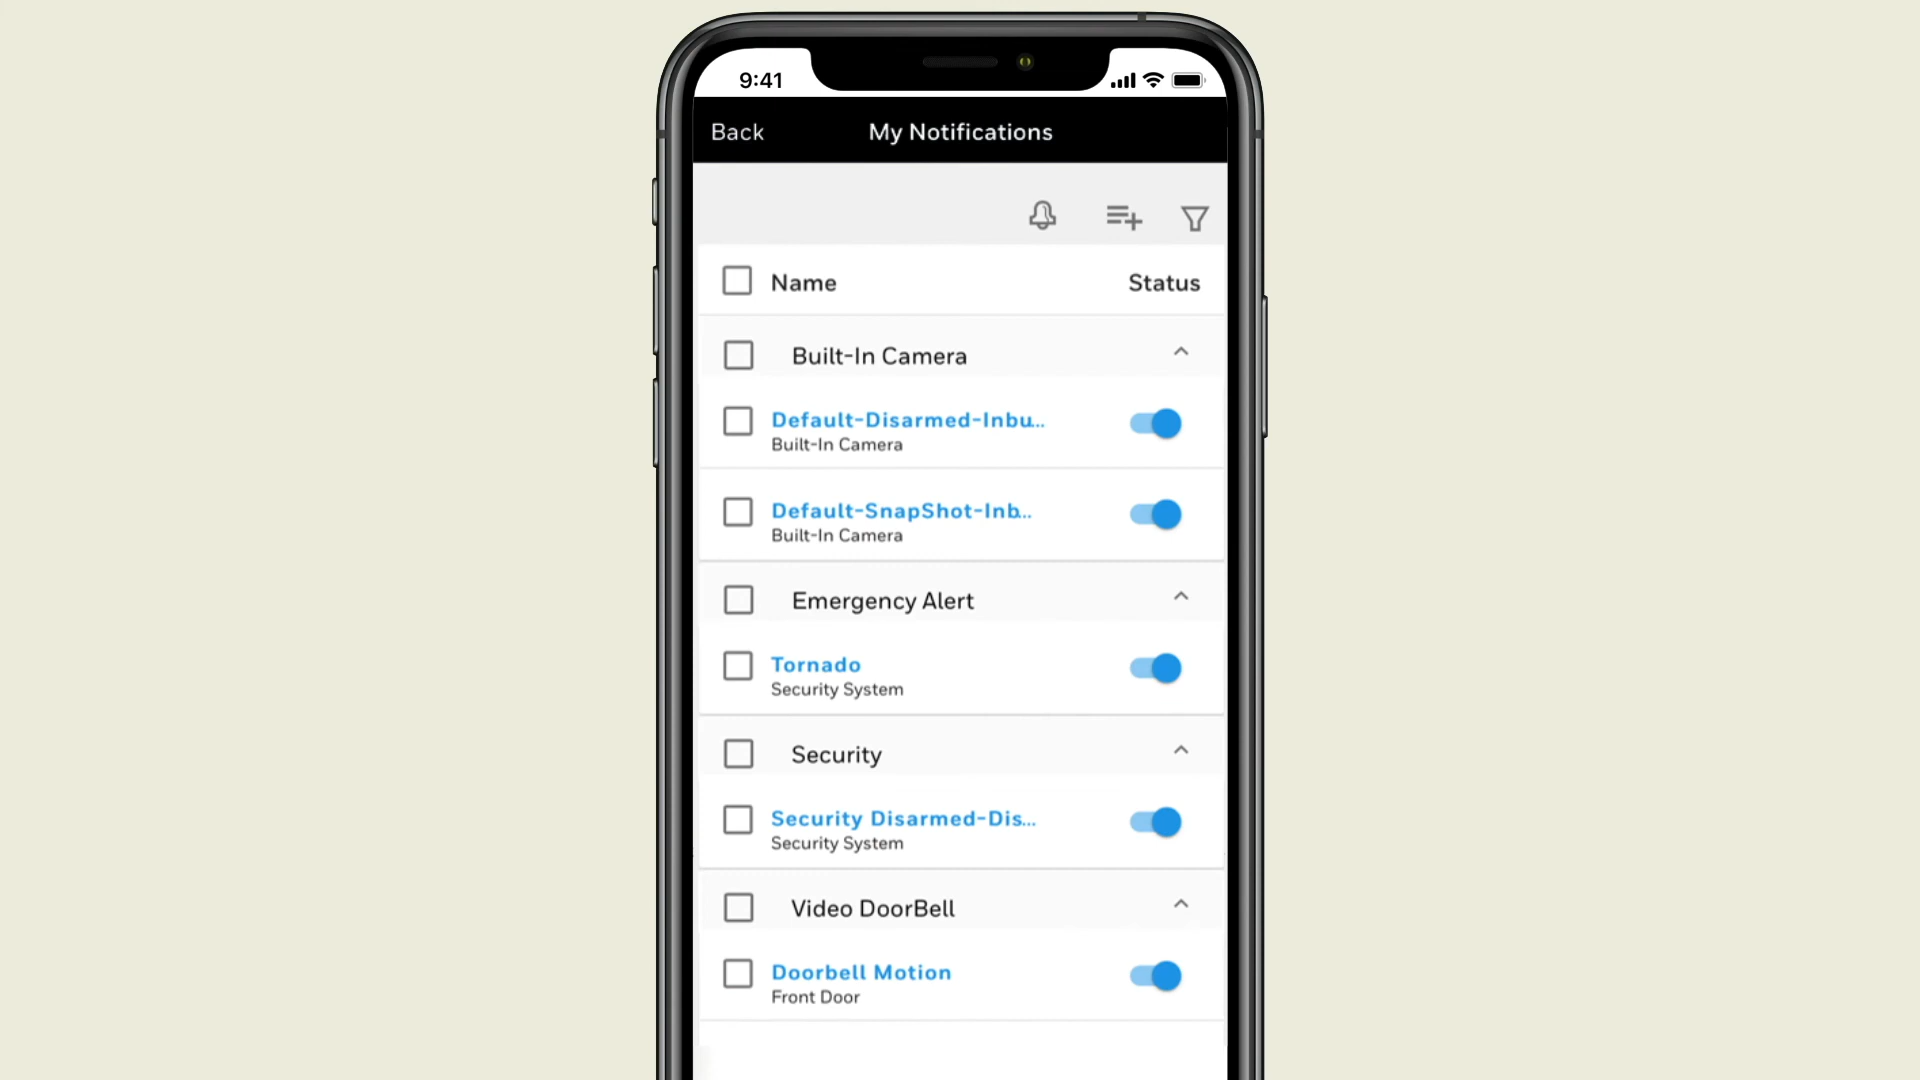 9:41
Back
My Notifications
Name
Status
Built-In Camera
Default-Disarmed-Inbu...
Built-In Camera
Default-SnapShot-Inb...
Built-In Camera
Emergency Alert
Tornado
Security System
Security
Security Disarmed-Dis...
Security System
Video DoorBell
Doorbell Motion
Front Door